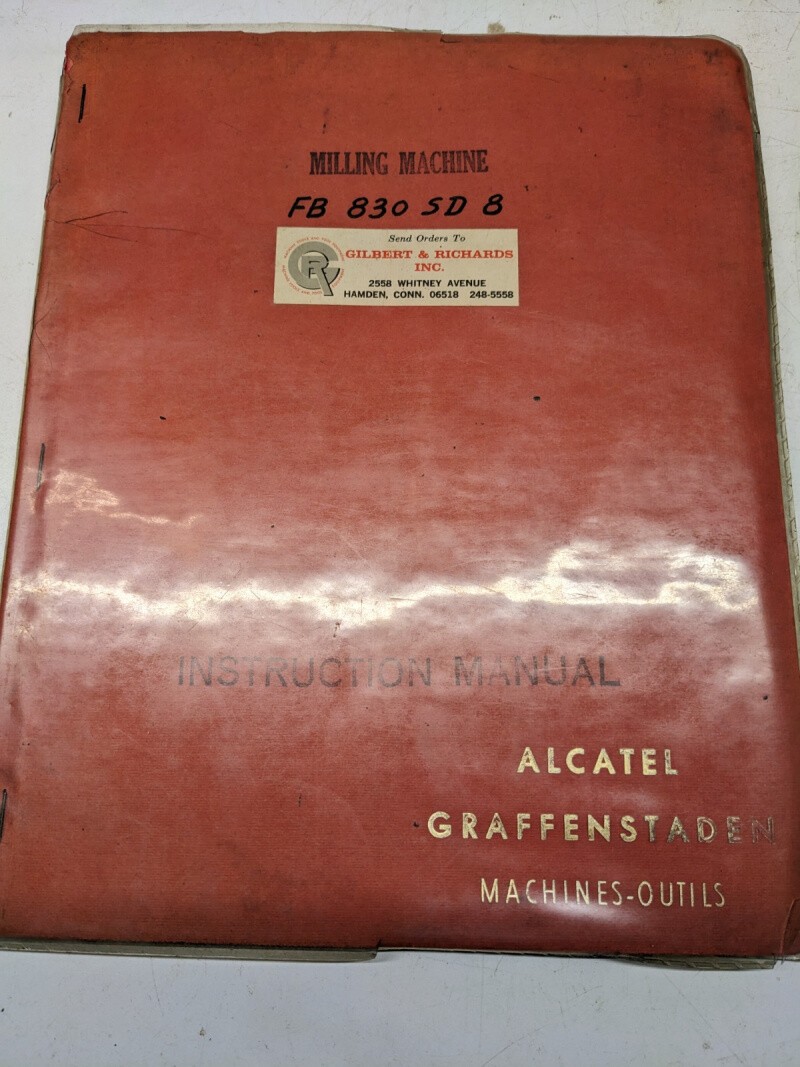 MILLING MACHINE
FB 830 SD 8
Send Orders To
GILBERT & RICHARDS
INC.
2558 WHITNEY AVENUE
HAMDEN, CONN. 06518 248-5558
INSTRUCTION MANUAL
ALCATEL
GRAFFENSTADEN
MACHINES-OUTILS